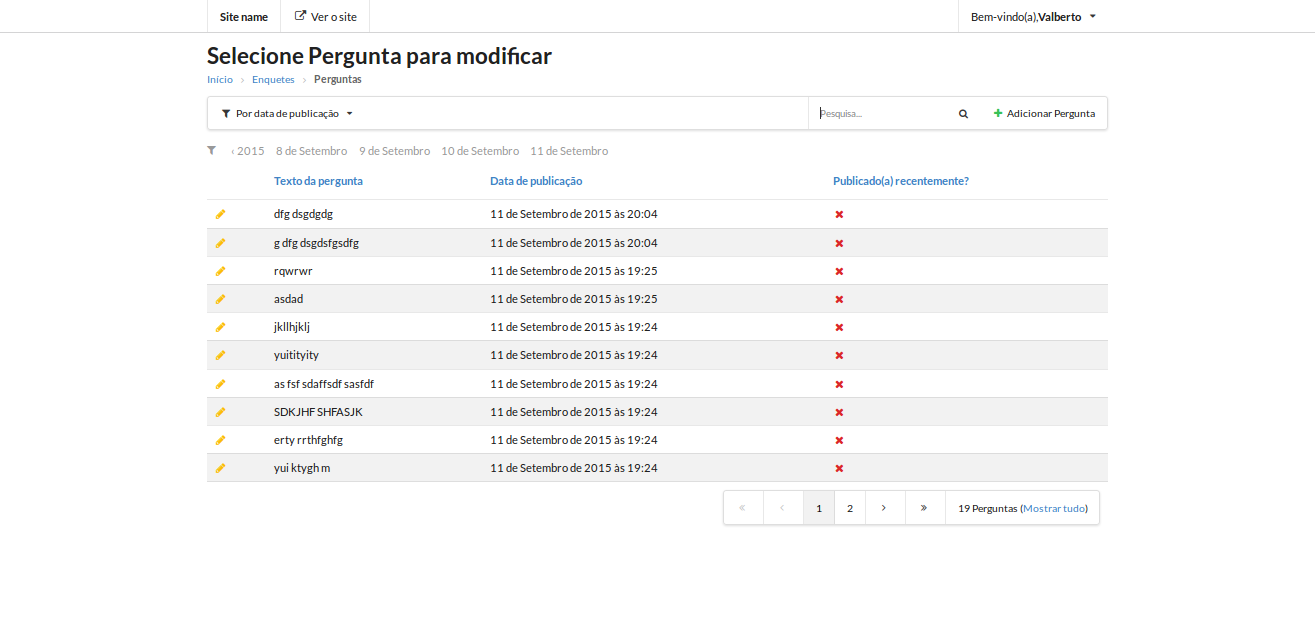 Site name Ver o site Bem-vindo(a),Valberto
Selecione Pergunta para modificar
Início › Enquetes › Perguntas
Por data de publicação Pesquisa... Adicionar Pergunta
‹ 2015 8 de Setembro 9 de Setembro 10 de Setembro 11 de Setembro
Texto da pergunta Data de publicação Publicado(a) recentemente?
dfg dsgdgdg 11 de Setembro de 2015 às 20:04
g dfg dsgdsfgsdfg 11 de Setembro de 2015 às 20:04
rqwrwr 11 de Setembro de 2015 às 19:25
asdad 11 de Setembro de 2015 às 19:25
jkllhjklj 11 de Setembro de 2015 às 19:24
yuitityity 11 de Setembro de 2015 às 19:24
as fsf sdaffsdf sasfdf 11 de Setembro de 2015 às 19:24
SDKJHF SHFASJK 11 de Setembro de 2015 às 19:24
erty rrthfghfg 11 de Setembro de 2015 às 19:24
yui ktygh m 11 de Setembro de 2015 às 19:24
« ‹ 1 2 › » 19 Perguntas (Mostrar tudo)